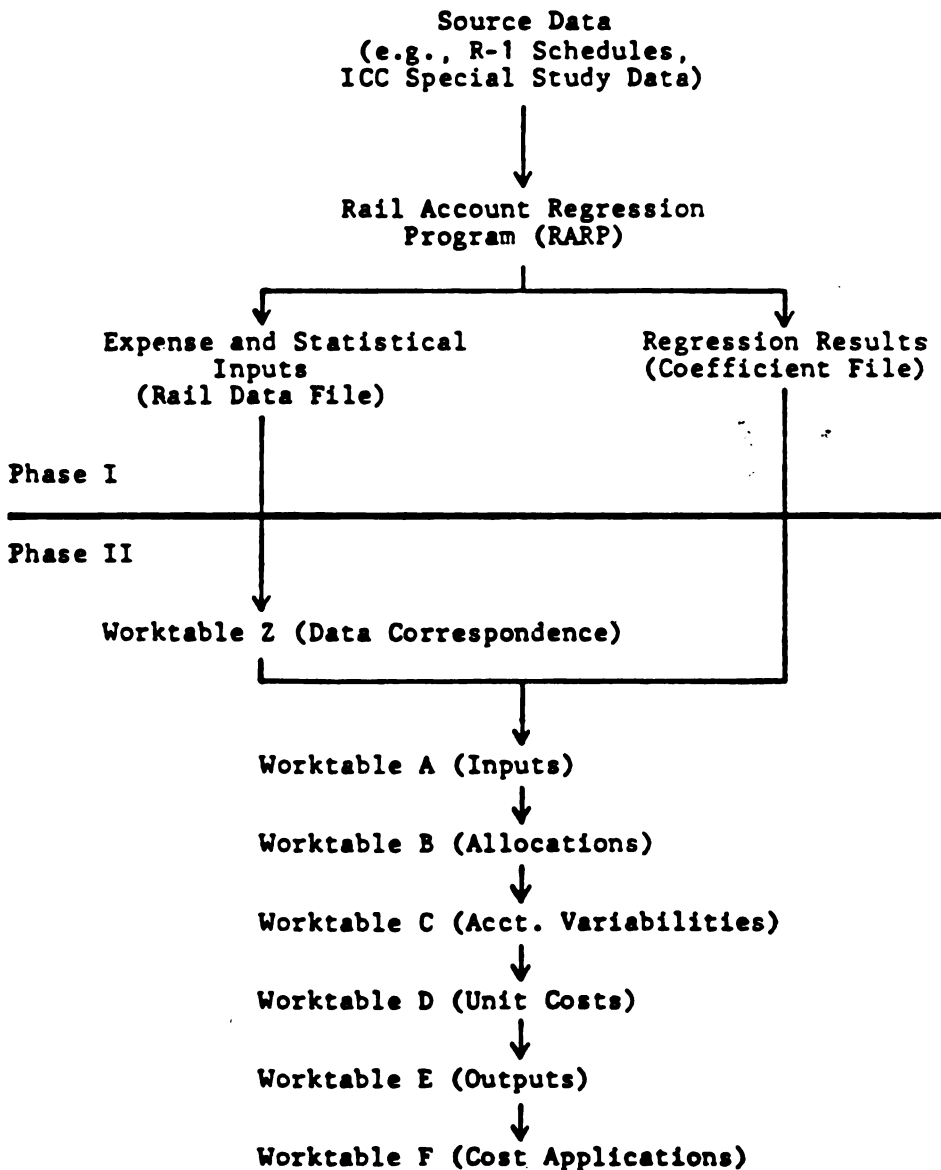 Source Data
(e.g., R-1 Schedules,
ICC Special Study Data)
Rail Account Regression
Program (RARP)
Expense and Statistical
Inputs
(Rail Data File)
Regression Results
(Coefficient File)
Phase I
Phase II
Worktable Z (Data Correspondence)
Worktable A (Inputs)
Worktable B (Allocations)
Worktable C (Acct. Variabilities)
Worktable D (Unit Costs)
Worktable E (Outputs)
Worktable F (Cost Applications)